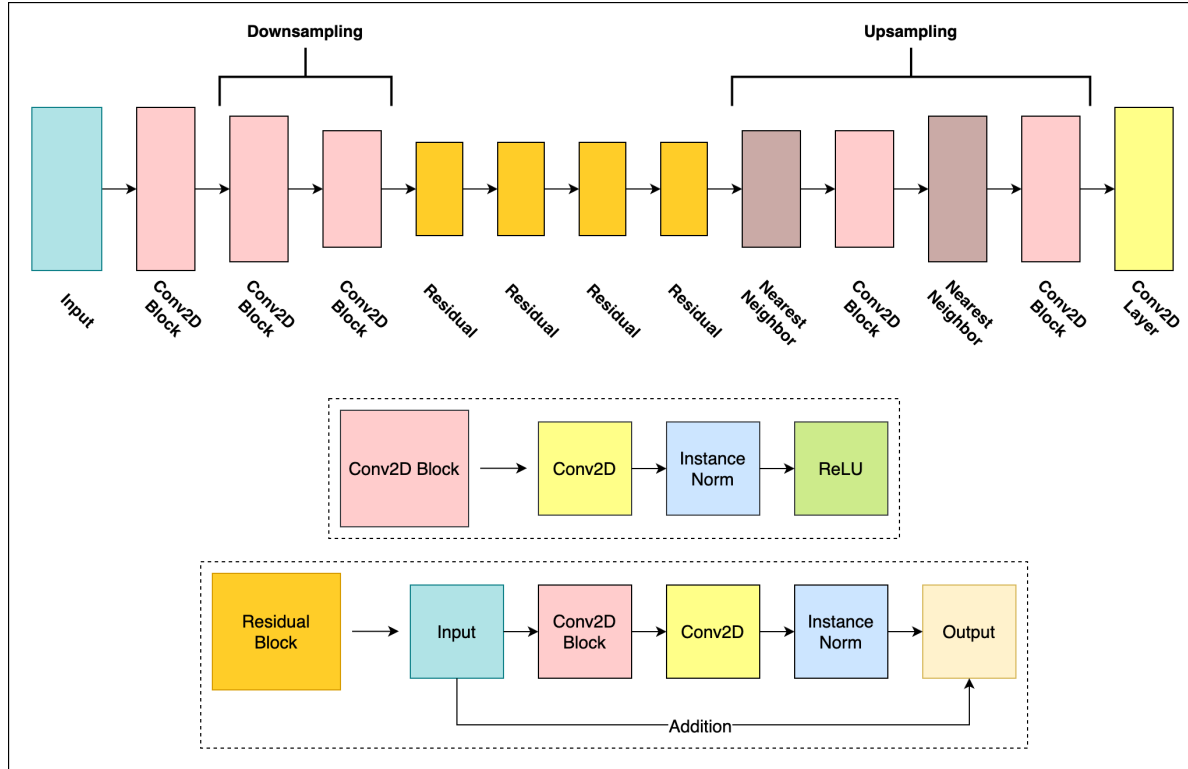 Downsampling
Upsampling
Input
Conv2D
Block
Conv2D
Block
Conv2D
Block
Residual
Residual
Residual
Residual
Nearest
Neighbor
Conv2D
Block
Nearest
Neighbor
Conv2D
Block
Conv2D
Layer
Conv2D Block
Conv2D
Instance
Norm
ReLU
Residual
Block
Input
Conv2D
Block
Conv2D
Instance
Norm
Output
Addition